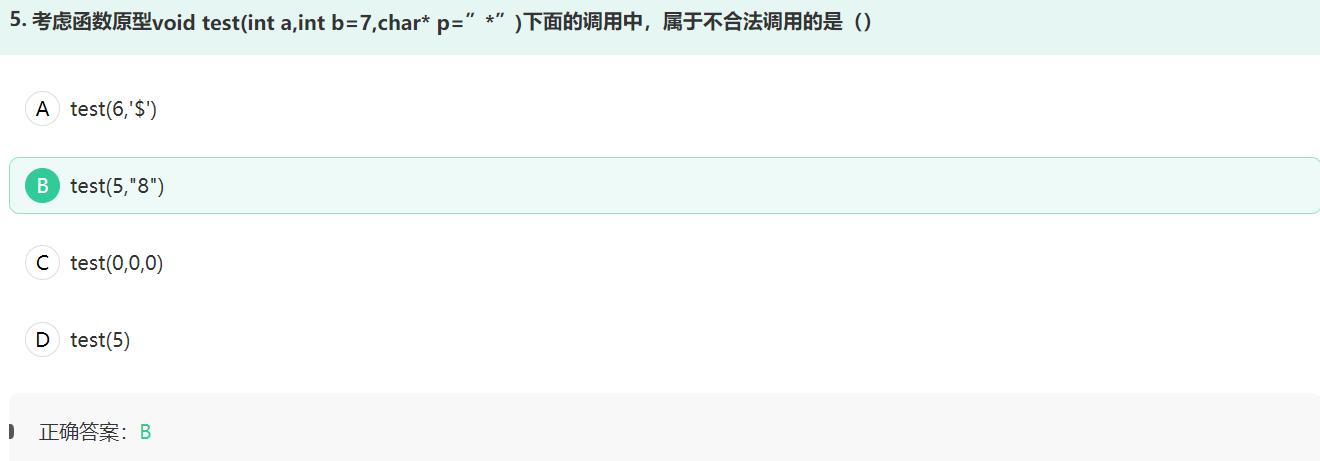 5. 考虑函数原型void test(int a,int b=7,char* p=”*”)下面的调用中，属于不合法调用的是（）
A test(6,'$')
B test(5,"8")
C test(0,0,0)
D test(5)
正确答案：B